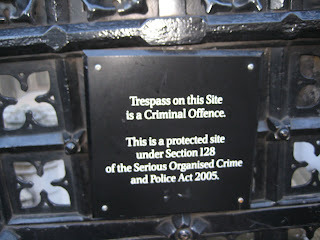 Trespass on this Site
is a Criminal Offence.
This is a protected site
under Section 128
of the Serious Organised Crime
and Police Act 2005.